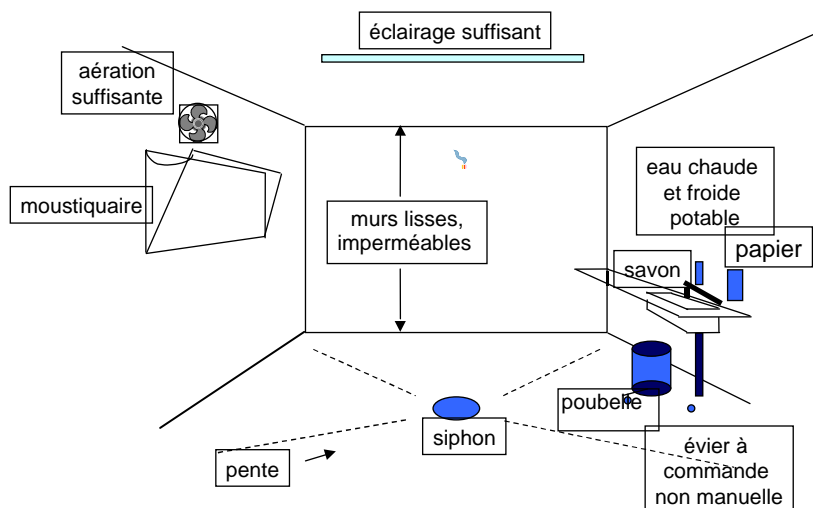 éclairage suffisant
aération
suffisante
moustiquaire
murs lisses,
imperméables
eau chaude
et froide
potable
papier
savon
poubelle
siphon
pente
évier à
commande
non manuelle